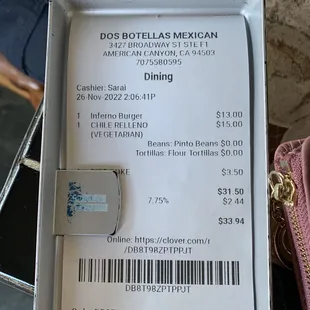 DOS BOTELLAS MEXICAN
3427 BROADWAY ST STE F1
AMERICAN CANYON, CA 94503
7075580595
Dining
Cashier: Sarai
26-Nov-2022 2:06:41P
1 Inferno Burger $13.00
1 CHILE RELLENO $15.00
(VEGETARIAN)
Beans: Pinto Beans $0.00
Tortillas: Flour Tortillas $0.00
$3.50
$31.50
7.75% $2.44
$33.94
Online: https://clover.com/r
/DB8T98ZPTPPJT
DB8T98ZPTPPJT